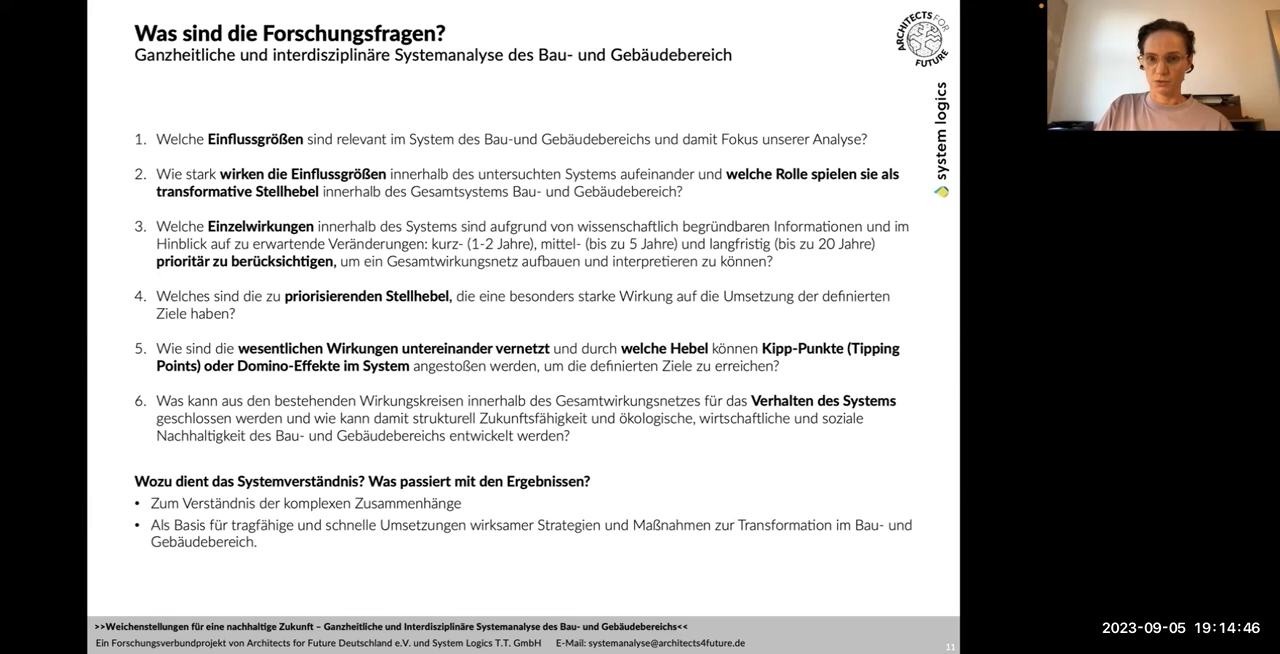 Was sind die Forschungsfragen?
Ganzheitliche und interdisziplinäre Systemanalyse des Bau- und Gebäudebereich
ARCHITECTS FOR FUTURE
system logics
1. Welche Einflussgrößen sind relevant im System des Bau-und Gebäudebereichs und damit Fokus unserer Analyse?
2. Wie stark wirken die Einflussgrößen innerhalb des untersuchten Systems aufeinander und welche Rolle spielen sie als
transformative Stellhebel innerhalb des Gesamtsystems Bau- und Gebäudebereich?
3. Welche Einzelwirkungen innerhalb des Systems sind aufgrund von wissenschaftlich begründbaren Informationen und im
Hinblick auf zu erwartende Veränderungen: kurz- (1-2 Jahre), mittel- (bis zu 5 Jahre) und langfristig (bis zu 20 Jahre)
prioritär zu berücksichtigen, um ein Gesamtwirkungsnetz aufbauen und interpretieren zu können?
4. Welches sind die zu priorisierenden Stellhebel, die eine besonders starke Wirkung auf die Umsetzung der definierten
Ziele haben?
5. Wie sind die wesentlichen Wirkungen untereinander vernetzt und durch welche Hebel können Kipp-Punkte (Tipping
Points) oder Domino-Effekte im System angestoßen werden, um die definierten Ziele zu erreichen?
6. Was kann aus den bestehenden Wirkungskreisen innerhalb des Gesamtwirkungsnetzes für das Verhalten des Systems
geschlossen werden und wie kann damit strukturell Zukunftsfähigkeit und ökologische, wirtschaftliche und soziale
Nachhaltigkeit des Bau- und Gebäudebereichs entwickelt werden?
Wozu dient das Systemverständnis? Was passiert mit den Ergebnissen?
• Zum Verständnis der komplexen Zusammenhänge
• Als Basis für tragfähige und schnelle Umsetzungen wirksamer Strategien und Maßnahmen zur Transformation im Bau- und
Gebäudebereich.
>>Weichenstellungen für eine nachhaltige Zukunft – Ganzheitliche und Interdisziplinäre Systemanalyse des Bau- und Gebäudebereichs<<
Ein Forschungsverbundprojekt von Architects for Future Deutschland e.V. und System Logics T.T. GmbH E-Mail: systemanalyse@architects4future.de
11
2023-09-05 19:14:46